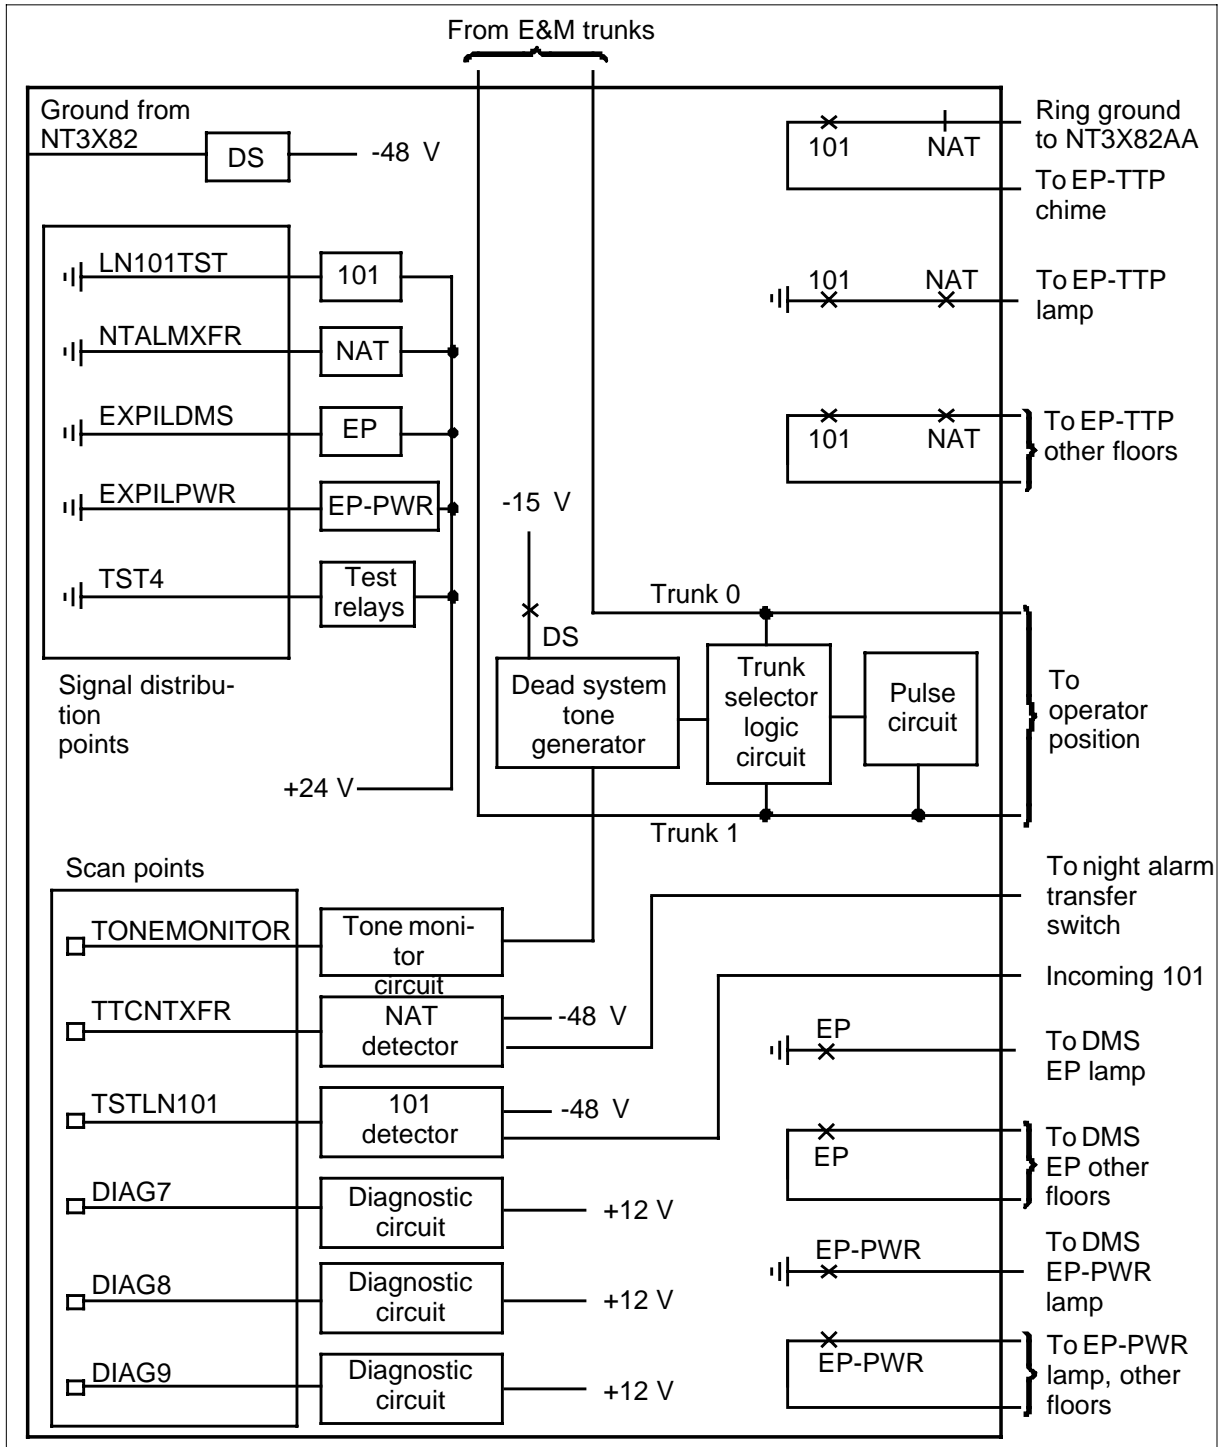 From E&M trunks
Ground from
NT3X82
DS
-48 V
101
NAT
Ring ground
to NT3X82AA
To EP-TTP
chime
LN101TST
101
NTALMXFR
NAT
EXPILDMS
EP
EXPILPWR
EP-PWR
TST4
Test
relays
Signal distribu-
tion
points
+24 V
101
NAT
To EP-TTP
lamp
101
NAT
To EP-TTP
other floors
-15 V
DS
Trunk 0
Dead system
tone
generator
Trunk
selector
logic
circuit
Pulse
circuit
Trunk 1
To
operator
position
Scan points
TONEMONITOR
Tone moni-
tor
circuit
TTCNTXFR
NAT
detector
-48 V
TSTLN101
101
detector
-48 V
DIAG7
Diagnostic
circuit
+12 V
DIAG8
Diagnostic
circuit
+12 V
DIAG9
Diagnostic
circuit
+12 V
To night alarm
transfer
switch
Incoming 101
EP
To DMS
EP lamp
EP
To DMS
EP other
floors
EP-PWR
To DMS
EP-PWR
lamp
EP-PWR
To EP-PWR
lamp, other
floors